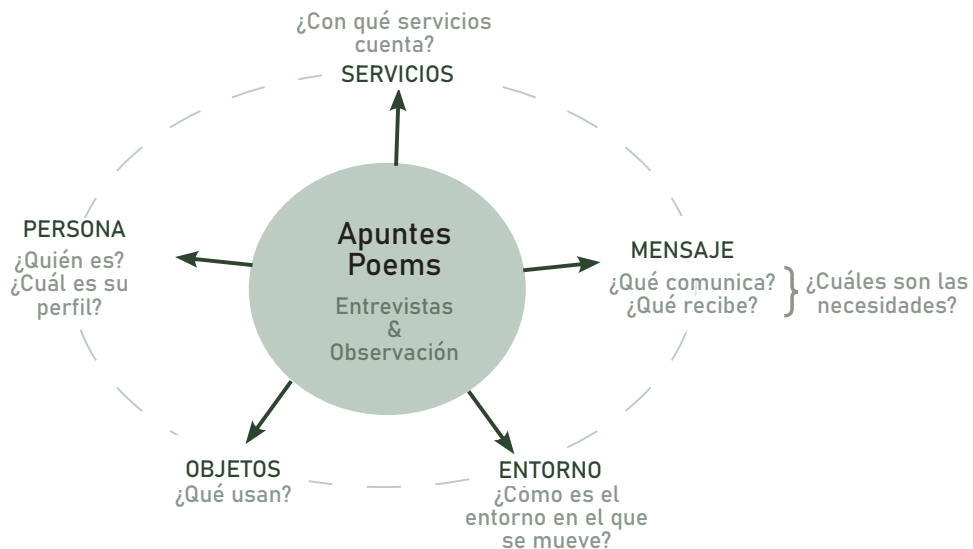 ¿Con qué servicios
cuenta?
SERVICIOS
PERSONA
¿Quién es?
¿Cuál es su
perfil?
Apuntes
Poems
Entrevistas
&
Observación
MENSAJE
¿Qué comunica?
¿Qué recibe?
}
¿Cuáles son las
necesidades?
OBJETOS
¿Qué usan?
ENTORNO
¿Cómo es el
entorno en el que
se mueve?